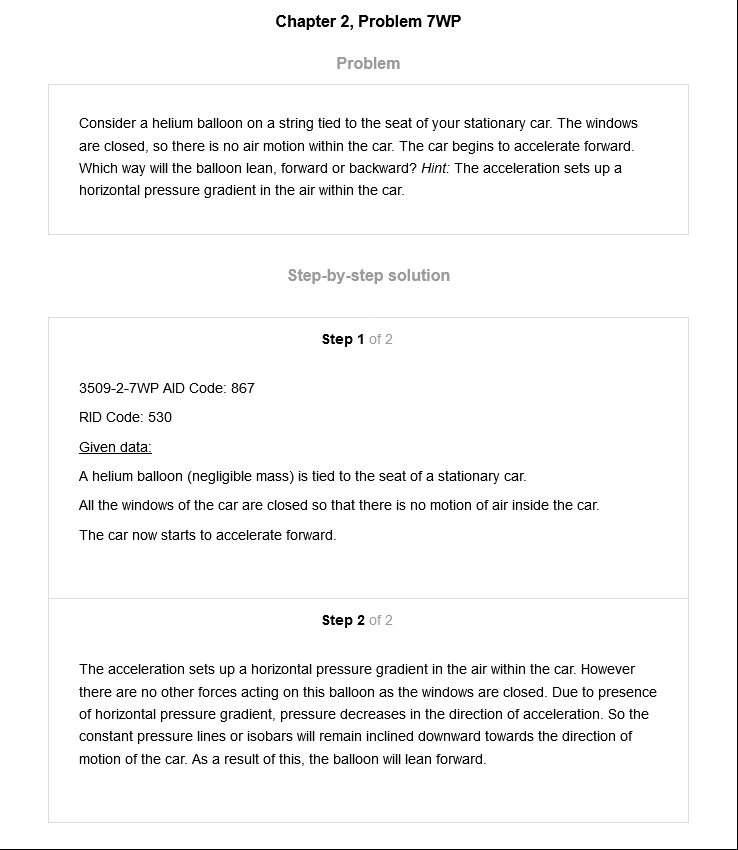 Chapter 2, Problem 7WP
Problem
Consider a helium balloon on a string tied to the seat of your stationary car. The windows
are closed, so there is no air motion within the car. The car begins to accelerate forward.
Which way will the balloon lean, forward or backward? Hint: The acceleration sets up a
horizontal pressure gradient in the air within the car.
Step-by-step solution
Step 1 of 2
3509-2-7WP AID Code: 867
RID Code: 530
Given data:
A helium balloon (negligible mass) is tied to the seat of a stationary car.
All the windows of the car are closed so that there is no motion of air inside the car.
The car now starts to accelerate forward.
Step 2 of 2
The acceleration sets up a horizontal pressure gradient in the air within the car. However
there are no other forces acting on this balloon as the windows are closed. Due to presence
of horizontal pressure gradient, pressure decreases in the direction of acceleration. So the
constant pressure lines or isobars will remain inclined downward towards the direction of
motion of the car. As a result of this, the balloon will lean forward.